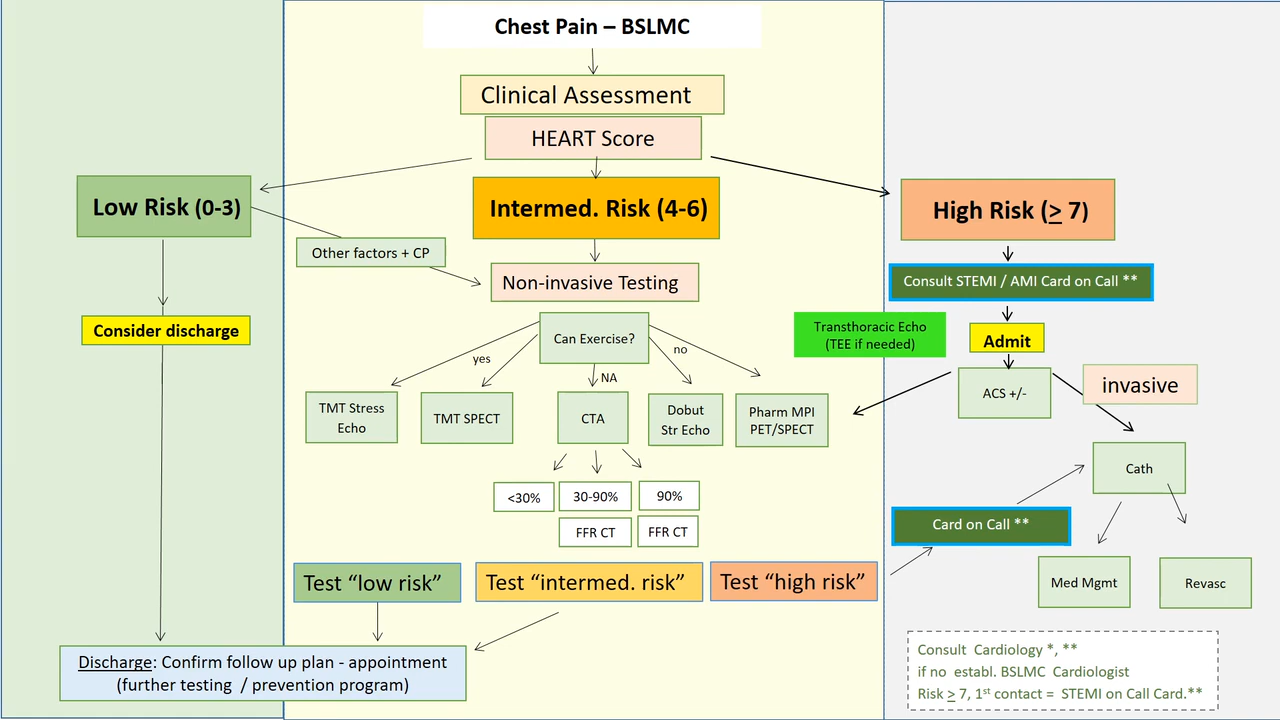 Chest Pain – BSLMC
Clinical Assessment
HEART Score
Low Risk (0-3)
Intermed. Risk (4-6)
High Risk (> 7)
Other factors + CP
Non-invasive Testing
Consult STEMI / AMI Card on Call **
Consider discharge
Can Exercise?
Transthoracic Echo
(TEE if needed)
Admit
yes
no
NA
ACS +/-
invasive
TMT Stress
Echo
TMT SPECT
CTA
Dobut
Str Echo
Pharm MPI
PET/SPECT
Cath
<30%
30-90%
90%
FFR CT
FFR CT
Card on Call **
Test “low risk”
Test “intermed. risk”
Test “high risk”
Med Mgmt
Revasc
Discharge: Confirm follow up plan - appointment
(further testing / prevention program)
Consult Cardiology *, **
if no establ. BSLMC Cardiologist
Risk > 7, 1st contact = STEMI on Call Card.**